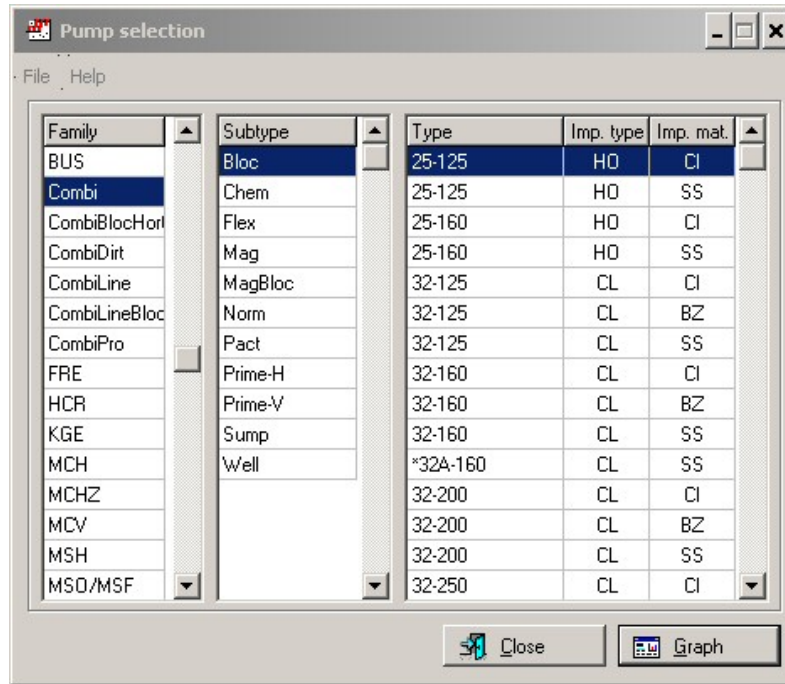 Pump selection
File Help
Family Subtype Type Imp. type Imp. mat.
BUS Bloc 25-125 HO CI
Combi Chem 25-125 HO SS
CombiBlocHort Flex 25-160 HO CI
CombiDirt Mag 25-160 HO SS
CombiLine MagBloc 32-125 CL CI
CombiLineBloc Norm 32-125 CL BZ
CombiPro Pact 32-125 CL SS
FRE Prime-H 32-160 CL CI
HCR Prime-V 32-160 CL BZ
KGE Sump 32-160 CL SS
MCH Well *32A-160 CL SS
MCHZ 32-200 CL CI
MCV 32-200 CL BZ
MSH 32-200 CL SS
MSO/MSF 32-250 CL CI
Close Graph